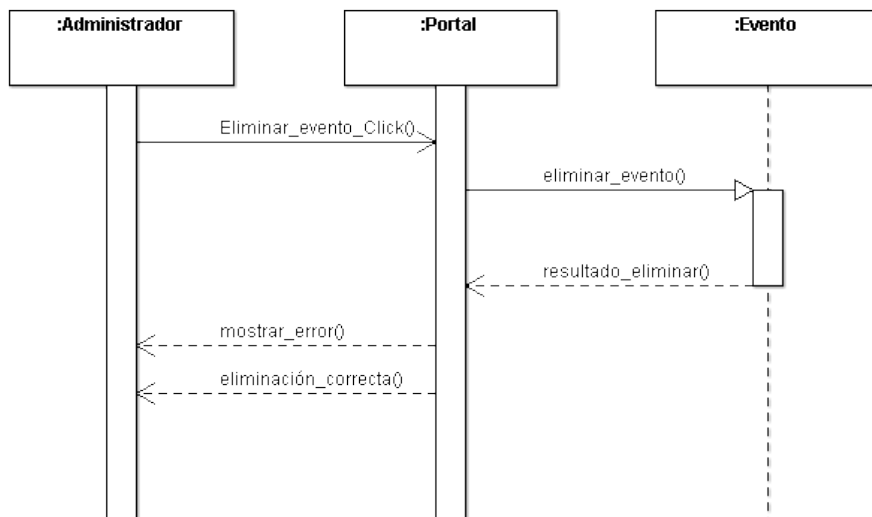 :Administrador
:Portal
:Evento
Eliminar_evento_Click()
eliminar_evento()
resultado_eliminar()
mostrar_error()
eliminación_correcta()